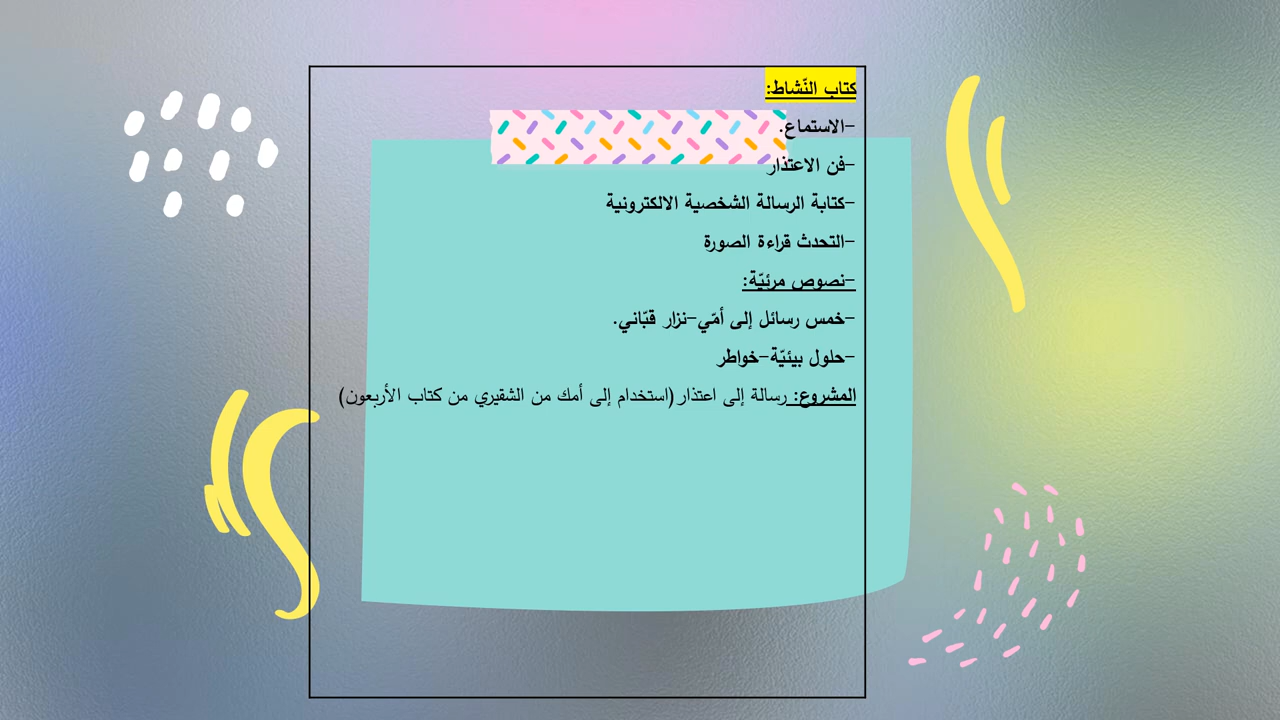 كتاب النّشاط:
-الاستماع.
-فن الاعتذار
-كتابة الرسالة الشخصية الالكترونية
-التحدث قراءة الصورة
-نصوص مرئيّة:
-خمس رسائل إلى أمّي-نزار قبّاني.
-حلول بيئيّة-خواطر
المشروع: رسالة إلى اعتذار (استخدام إلى أمك من الشقيري من كتاب الأربعون)